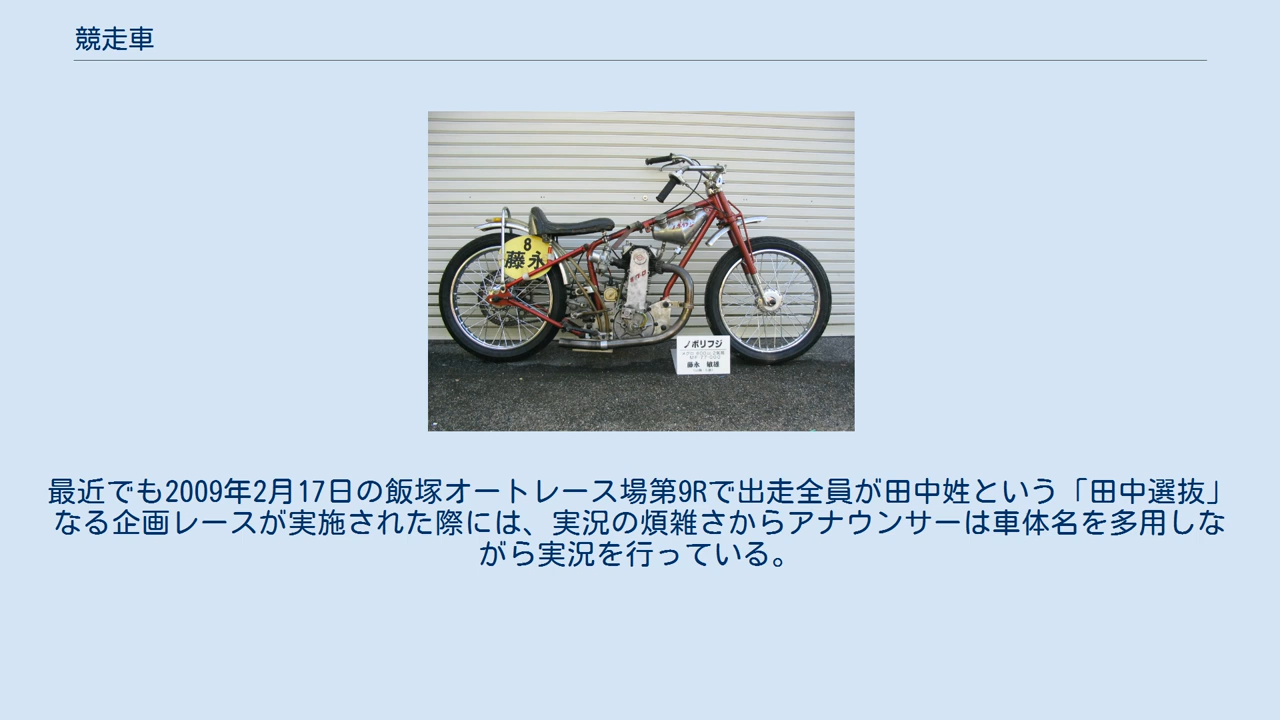 競走車
8
藤永
ノボリフジ
藤永 敏雄
最近でも2009年2月17日の飯塚オートレース場第9Rで出走全員が田中姓という「田中選抜」
なる企画レースが実施された際には、実況の煩雑さからアナウンサーは車体名を多用しな
がら実況を行っている。